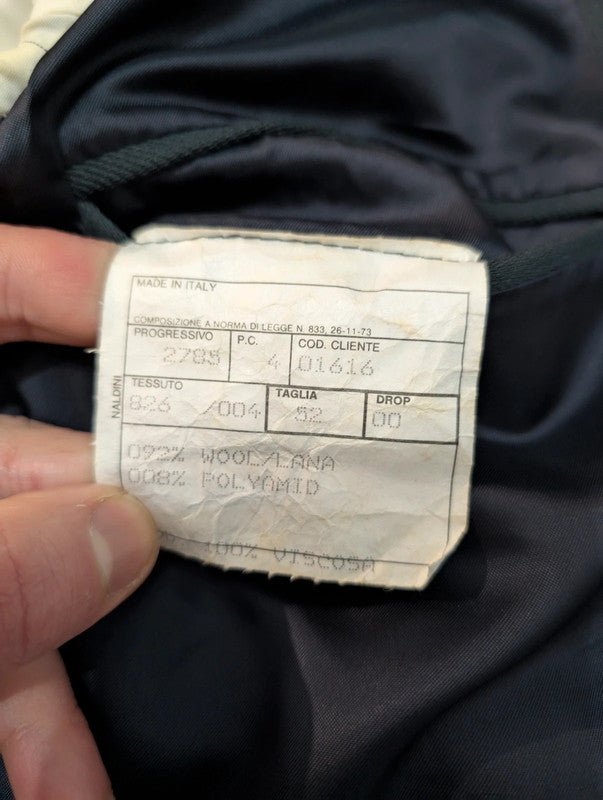 MADE IN ITALY
COMPOSIZIONE A NORMA DI LEGGE N. 833, 26-11-73
PROGRESSIVO P.C. COD. CLIENTE
2785 4 01616
TESSUTO TAGLIA DROP
826 /004 52 00
092% WOOL/LANA
008% POLYAMID
100% VISCOSA
NALDINI